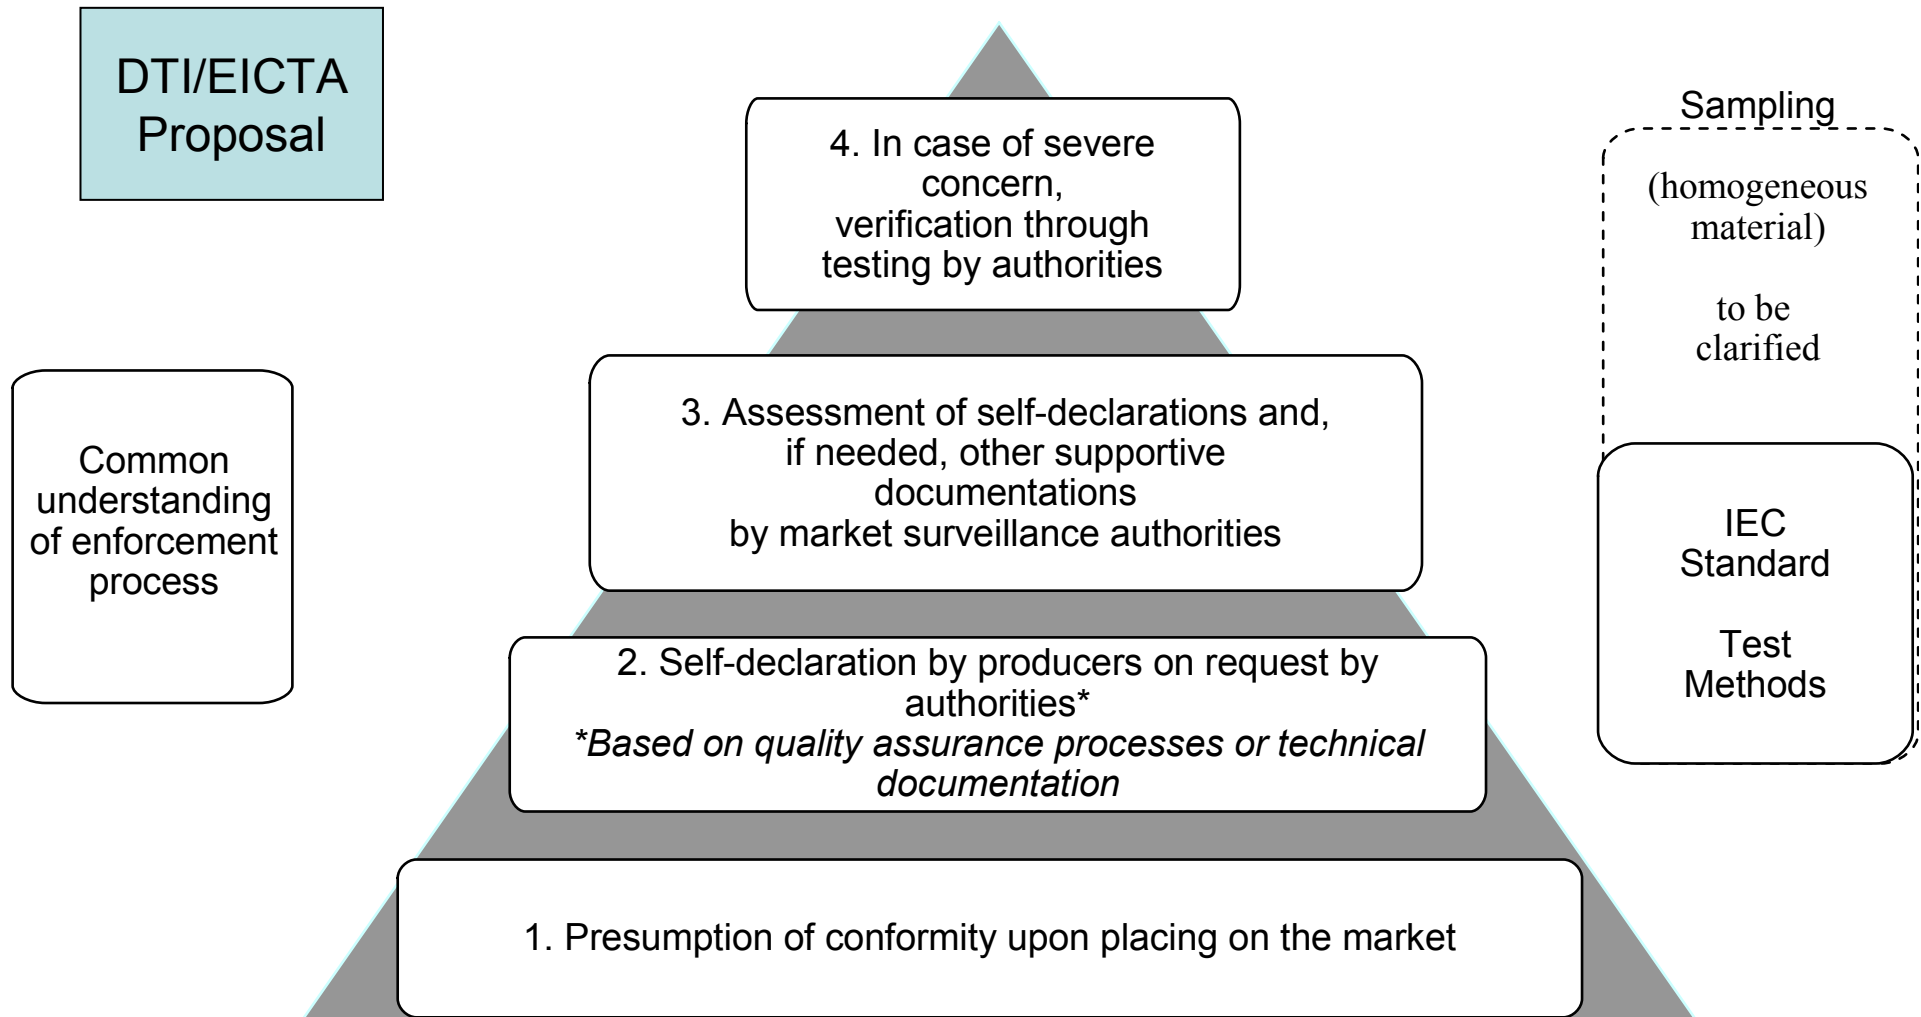 DTI/EICTA
Proposal
4. In case of severe
concern,
verification through
testing by authorities
3. Assessment of self-declarations and,
if needed, other supportive
documentations
by market surveillance authorities
2. Self-declaration by producers on request by
authorities*
*Based on quality assurance processes or technical
documentation
1. Presumption of conformity upon placing on the market
Common
understanding
of enforcement
process
Sampling
(homogeneous
material)
to be
clarified
IEC
Standard
Test
Methods